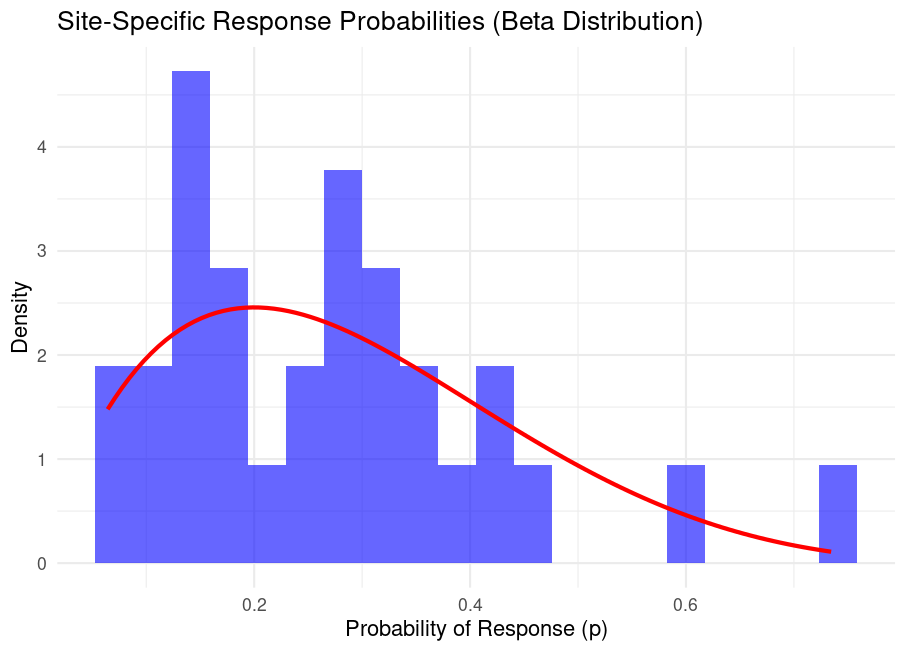 Site-Specific Response Probabilities (Beta Distribution)
4
3
2
1
0
Density
0.2 0.4 0.6
Probability of Response (p)